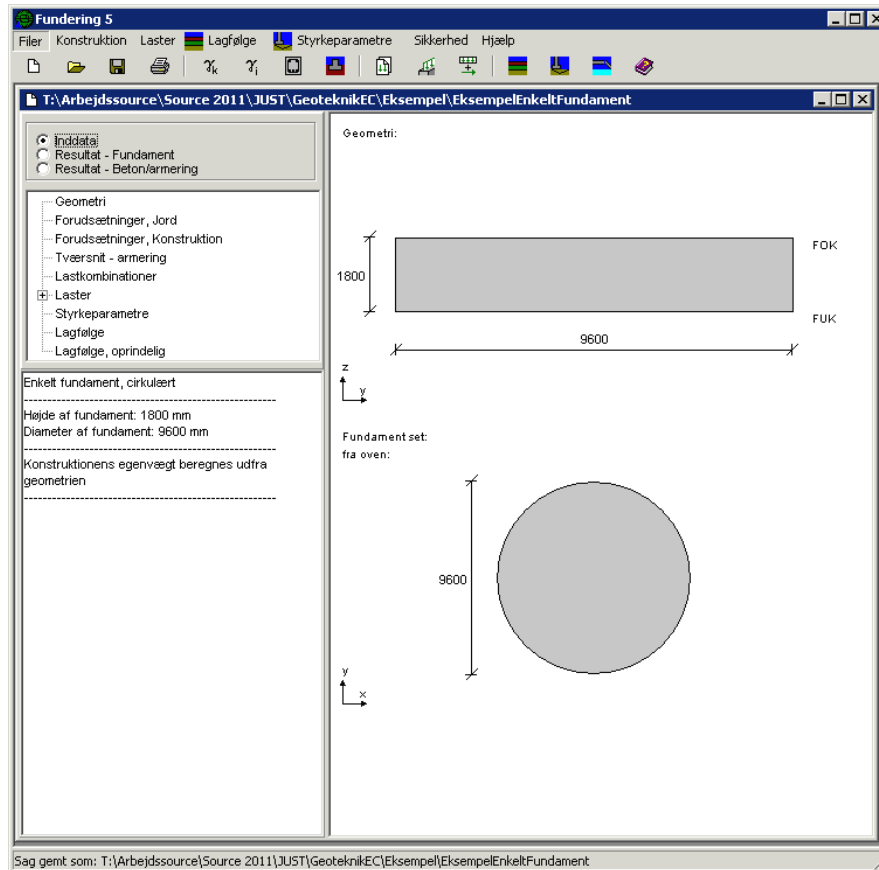 Fundering 5
Filer Konstruktion Laster Lagfølge Styrkeparametre Sikkerhed Hjælp
γk γj
T:\Arbejdssource\Source 2011\JUST\GeoteknikEC\Eksempel\EksempelEnkeltFundament
Inddata
Resultat - Fundament
Resultat - Beton/armering
Geometri
Forudsætninger, Jord
Forudsætninger, Konstruktion
Tværsnit - armering
Lastkombinationer
Laster
Styrkeparametre
Lagfølge
Lagfølge, oprindelig
Enkelt fundament, cirkulært
------------------------------------------------------------
Højde af fundament: 1800 mm
Diameter af fundament: 9600 mm
------------------------------------------------------------
Konstruktionens egenvægt beregnes udfra
geometrien
------------------------------------------------------------
Geometri:
FOK
1800
FUK
9600
z
y
Fundament set:
fra oven:
9600
y
x
Sag gemt som: T:\Arbejdssource\Source 2011\JUST\GeoteknikEC\Eksempel\EksempelEnkeltFundament